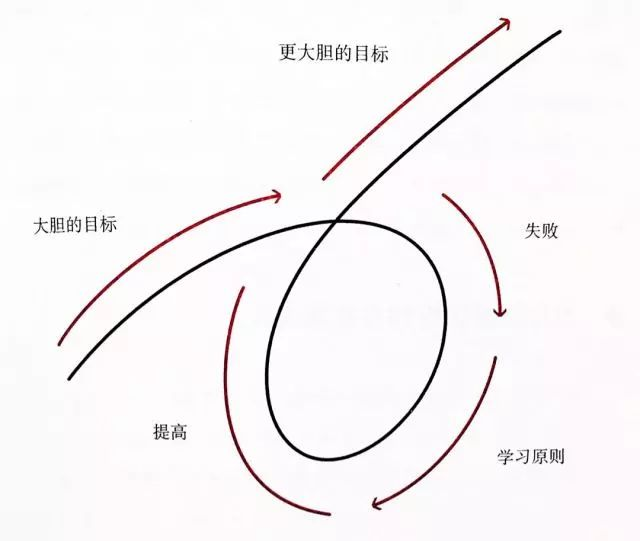 更大胆的目标
大胆的目标
失败
提高
学习原则